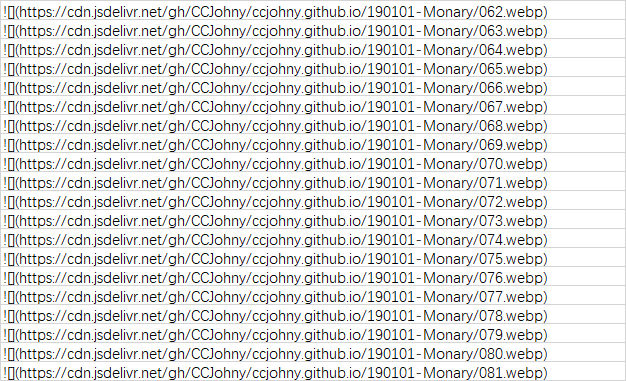 ![](https://cdn.jsdelivr.net/gh/CCJohny/ccjohny.github.io/190101-Monary/062.webp)
![](https://cdn.jsdelivr.net/gh/CCJohny/ccjohny.github.io/190101-Monary/063.webp)
![](https://cdn.jsdelivr.net/gh/CCJohny/ccjohny.github.io/190101-Monary/064.webp)
![](https://cdn.jsdelivr.net/gh/CCJohny/ccjohny.github.io/190101-Monary/065.webp)
![](https://cdn.jsdelivr.net/gh/CCJohny/ccjohny.github.io/190101-Monary/066.webp)
![](https://cdn.jsdelivr.net/gh/CCJohny/ccjohny.github.io/190101-Monary/067.webp)
![](https://cdn.jsdelivr.net/gh/CCJohny/ccjohny.github.io/190101-Monary/068.webp)
![](https://cdn.jsdelivr.net/gh/CCJohny/ccjohny.github.io/190101-Monary/069.webp)
![](https://cdn.jsdelivr.net/gh/CCJohny/ccjohny.github.io/190101-Monary/070.webp)
![](https://cdn.jsdelivr.net/gh/CCJohny/ccjohny.github.io/190101-Monary/071.webp)
![](https://cdn.jsdelivr.net/gh/CCJohny/ccjohny.github.io/190101-Monary/072.webp)
![](https://cdn.jsdelivr.net/gh/CCJohny/ccjohny.github.io/190101-Monary/073.webp)
![](https://cdn.jsdelivr.net/gh/CCJohny/ccjohny.github.io/190101-Monary/074.webp)
![](https://cdn.jsdelivr.net/gh/CCJohny/ccjohny.github.io/190101-Monary/075.webp)
![](https://cdn.jsdelivr.net/gh/CCJohny/ccjohny.github.io/190101-Monary/076.webp)
![](https://cdn.jsdelivr.net/gh/CCJohny/ccjohny.github.io/190101-Monary/077.webp)
![](https://cdn.jsdelivr.net/gh/CCJohny/ccjohny.github.io/190101-Monary/078.webp)
![](https://cdn.jsdelivr.net/gh/CCJohny/ccjohny.github.io/190101-Monary/079.webp)
![](https://cdn.jsdelivr.net/gh/CCJohny/ccjohny.github.io/190101-Monary/080.webp)
![](https://cdn.jsdelivr.net/gh/CCJohny/ccjohny.github.io/190101-Monary/081.webp)